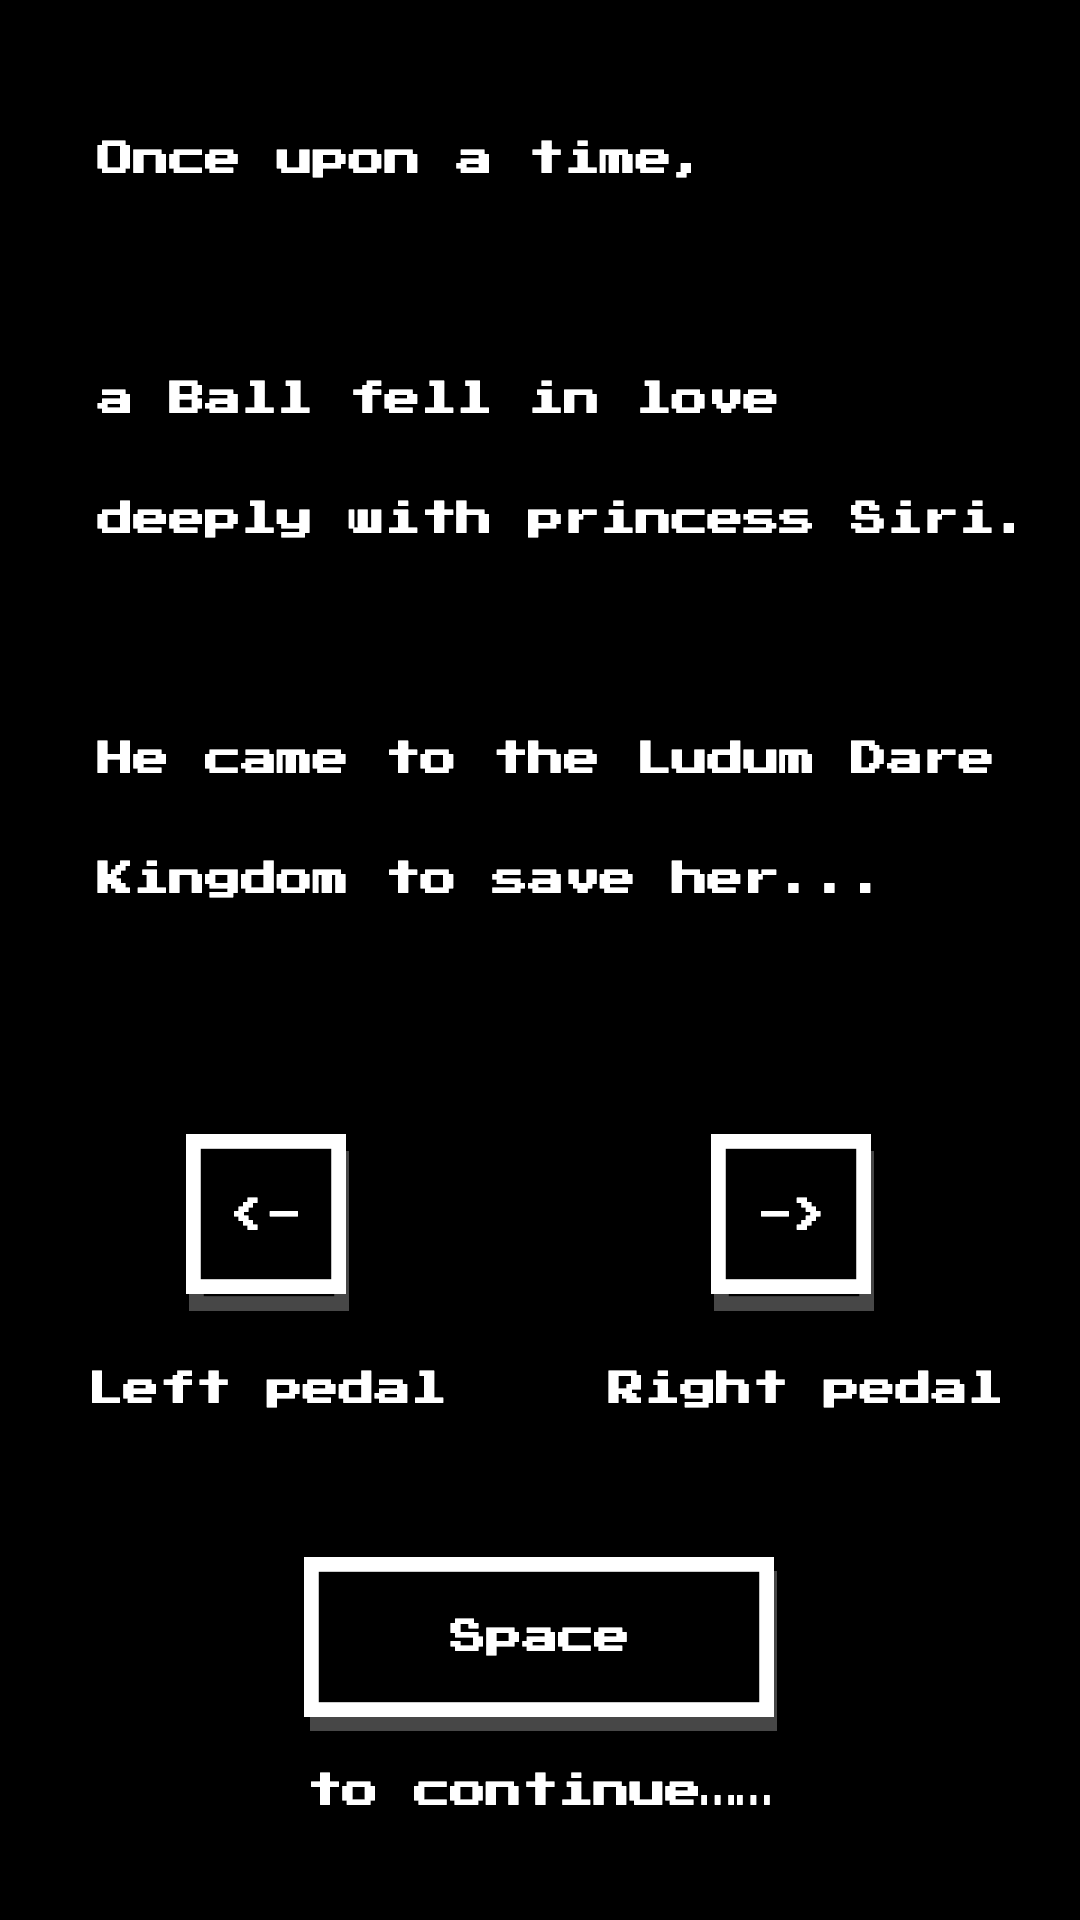 Once upon a time,
a Ball fell in love
deeply with princess Siri.
He came to the Ludum Dare
Kingdom to save her...
<- ->
Left pedal Right pedal
Space
to continue……